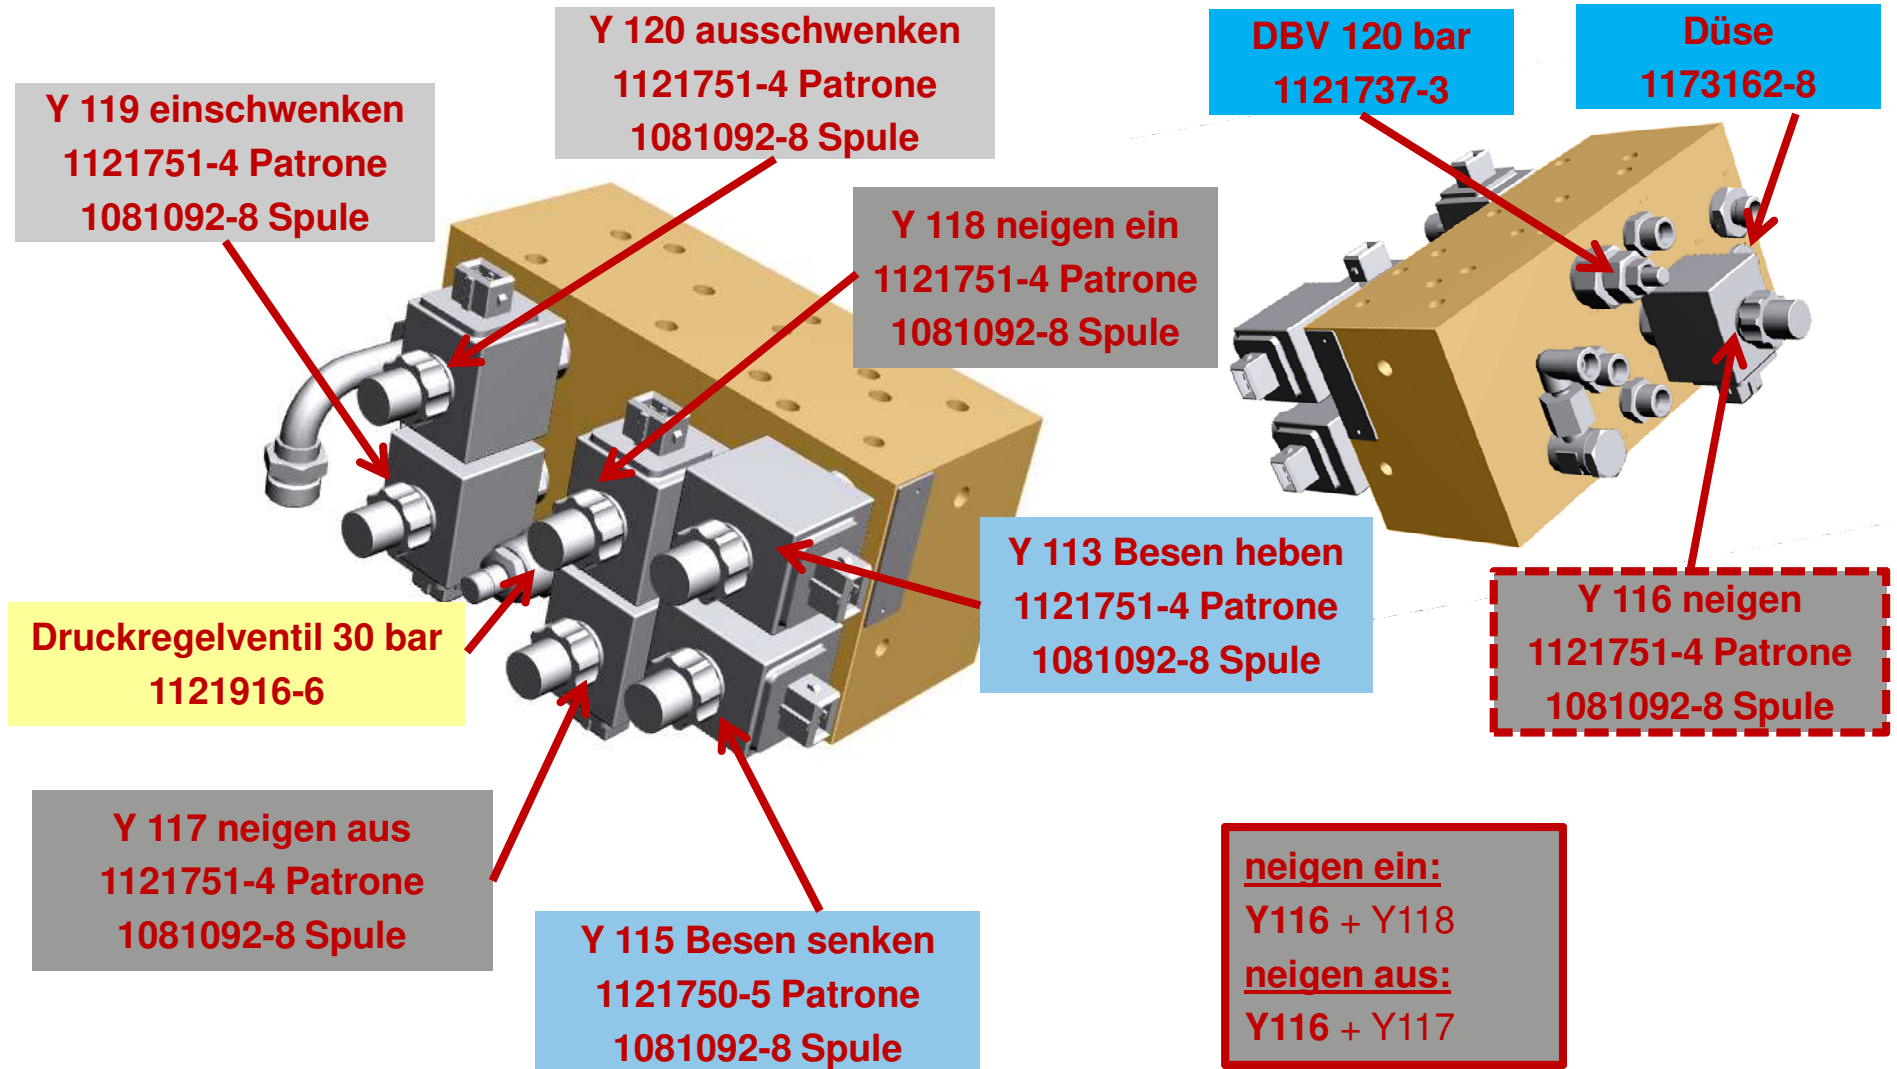 Y 120 ausschwenken
1121751-4 Patrone
1081092-8 Spule
DBV 120 bar
1121737-3
Düse
1173162-8
Y 119 einschwenken
1121751-4 Patrone
1081092-8 Spule
Y 118 neigen ein
1121751-4 Patrone
1081092-8 Spule
Y 113 Besen heben
1121751-4 Patrone
1081092-8 Spule
Y 116 neigen
1121751-4 Patrone
1081092-8 Spule
Druckregelventil 30 bar
1121916-6
Y 117 neigen aus
1121751-4 Patrone
1081092-8 Spule
Y 115 Besen senken
1121750-5 Patrone
1081092-8 Spule
neigen ein:
Y116 + Y118
neigen aus:
Y116 + Y117